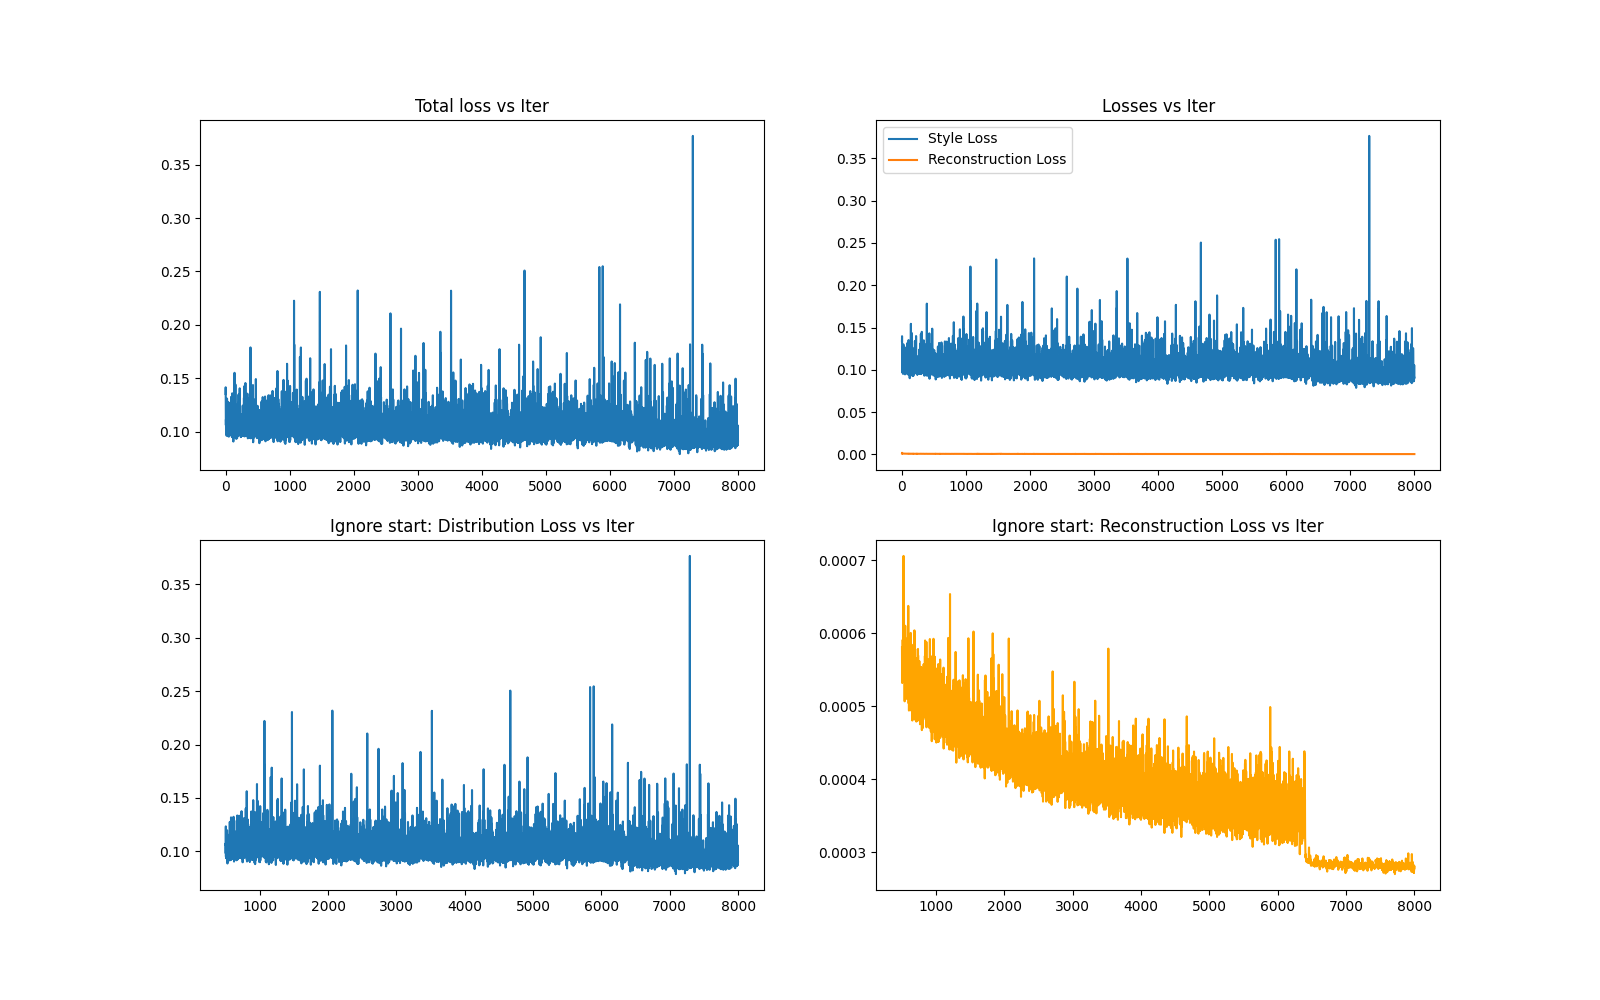 Total loss vs Iter
0.35
0.30
0.25
0.20
0.15
0.10
0 1000 2000 3000 4000 5000 6000 7000 8000
Losses vs Iter
Style Loss
Reconstruction Loss
0.35
0.30
0.25
0.20
0.15
0.10
0.05
0.00
0 1000 2000 3000 4000 5000 6000 7000 8000
Ignore start: Distribution Loss vs Iter
0.35
0.30
0.25
0.20
0.15
0.10
1000 2000 3000 4000 5000 6000 7000 8000
Ignore start: Reconstruction Loss vs Iter
0.0007
0.0006
0.0005
0.0004
0.0003
1000 2000 3000 4000 5000 6000 7000 8000